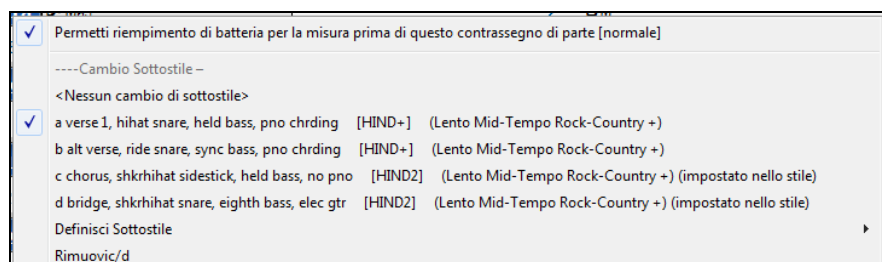 Permetti riempimento di batteria per la misura prima di questo contrassegno di parte [normale]
----Cambio Sottostile –
<Nessun cambio di sottostile>
a verse 1, hihat snare, held bass, pno chrding [HIND+] (Lento Mid-Tempo Rock-Country +)
b alt verse, ride snare, sync bass, pno chrding [HIND+] (Lento Mid-Tempo Rock-Country +)
c chorus, shkrhihat sidestick, held bass, no pno [HIND2] (Lento Mid-Tempo Rock-Country +) (impostato nello stile)
d bridge, shkrhihat snare, eighth bass, elec gtr [HIND2] (Lento Mid-Tempo Rock-Country +) (impostato nello stile)
Definisci Sottostile
Rimuovic/d